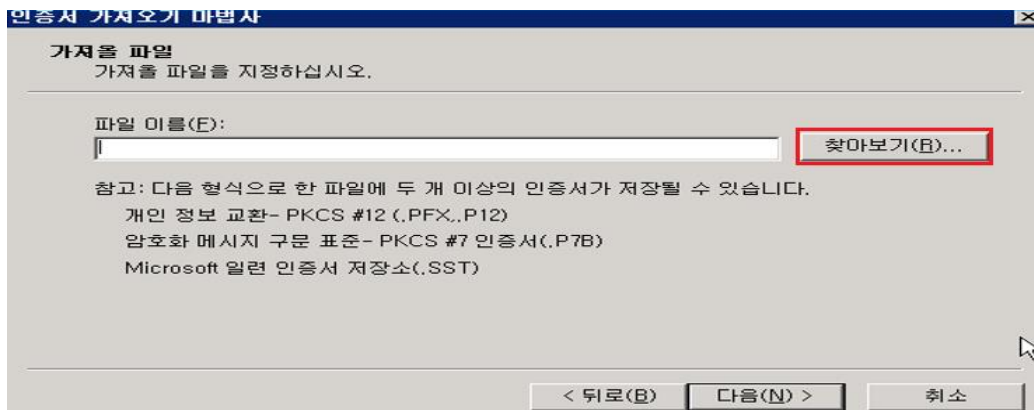 인증서 가져오기 마법사
가져올 파일
가져올 파일을 지정하십시오.
파일 이름(F):
찾아보기(R)...
참고: 다음 형식으로 한 파일에 두 개 이상의 인증서가 저장될 수 있습니다.
개인 정보 교환- PKCS #12 (.PFX,.P12)
암호화 메시지 구문 표준- PKCS #7 인증서(.P7B)
Microsoft 일련 인증서 저장소(.SST)
< 뒤로(B) 다음(N) > 취소